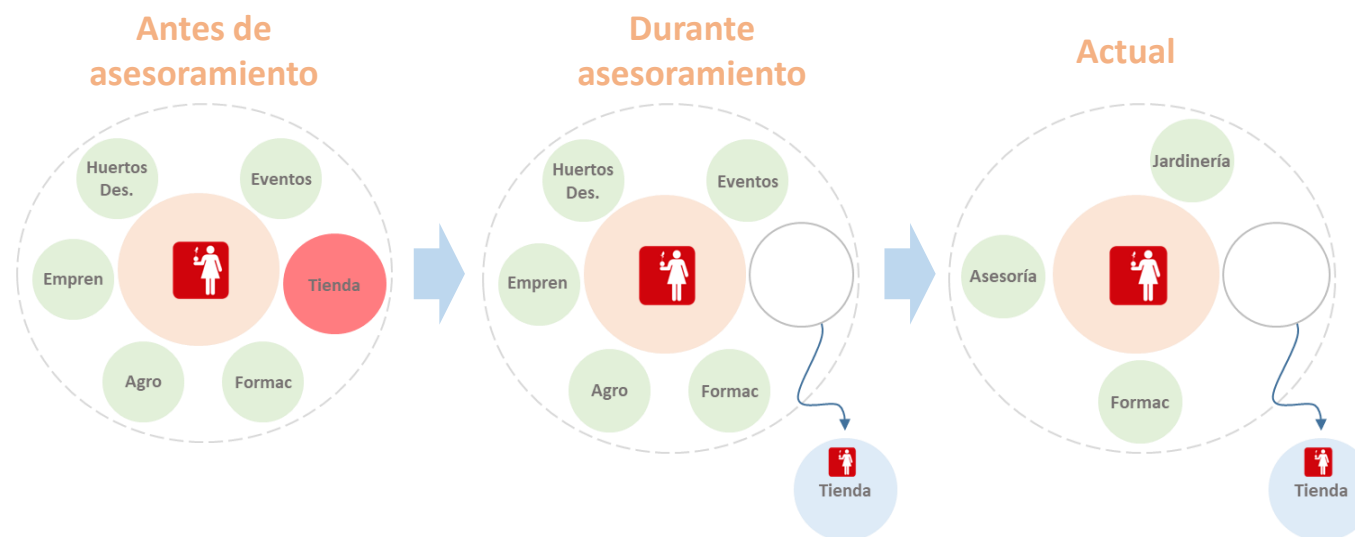 Antes de
asesoramiento
Huertos
Des.
Eventos
Empren
Tienda
Agro
Formac
Durante
asesoramiento
Huertos
Des.
Eventos
Empren
Agro
Formac
Tienda
Actual
Jardinería
Asesoría
Formac
Tienda